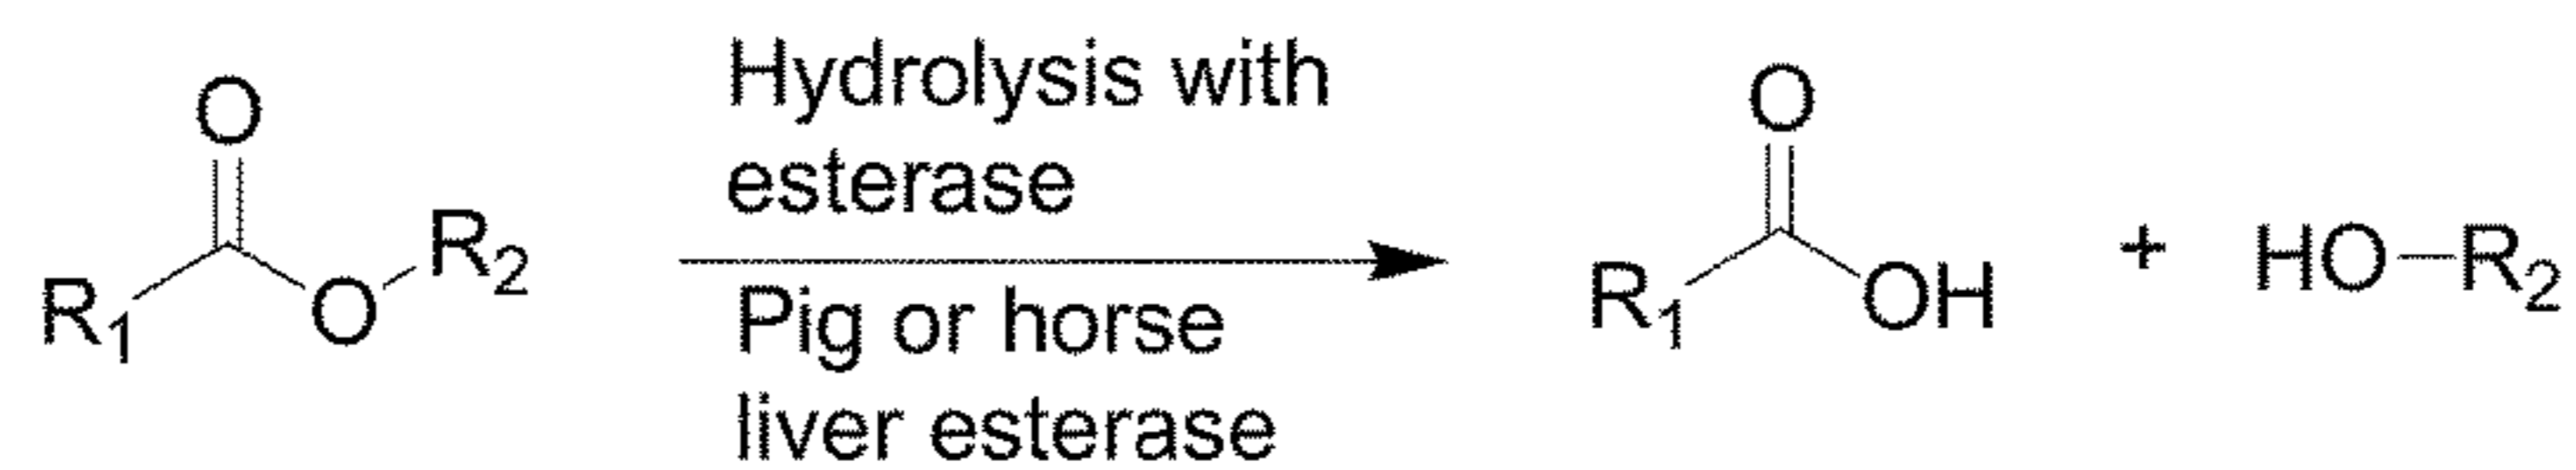 Hydrolysis with
esterase
Pig or horse
liver esterase
R1
O
O
R2
R1
O
OH
+
HO-R2